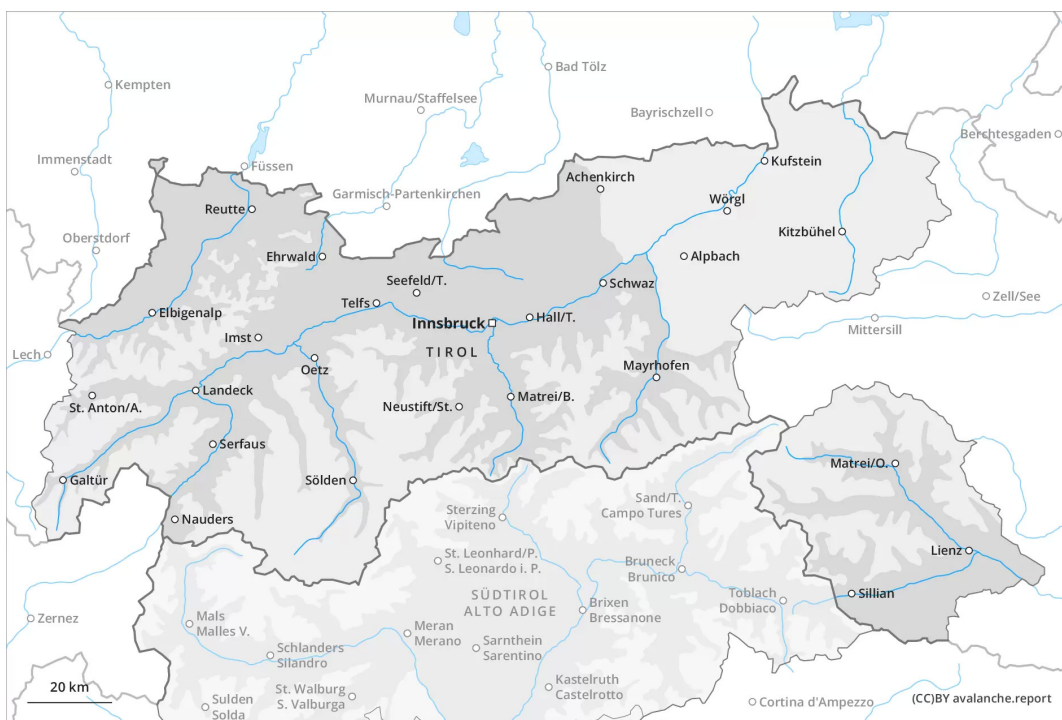 Kempten
Bad Tölz
Murnau/Staffelsee
Bayrischzell
Berchtesgaden
Immenstadt
Füssen
Kufstein
Achenkirch
Garmisch-Partenkirchen
Reutte
Wörgl
Oberstdorf
Kitzbühel
Ehrwald
Alpbach
Seefeld/T.
Schwaz
Zell/See
Telfs
Elbigenalp
Hall/T.
Innsbruck
Mittersill
Imst
Lech
TIROL
Oetz
Mayrhofen
Landeck
St. Anton/A.
Neustift/St.
Matrei/B.
Serfaus
Matrei/O.
Galtür
Sölden
Sand/T.
Campo Tures
Sterzing
Vipiteno
Nauders
Lienz
St. Leonhard/P.
S. Leonardo i. P.
Bruneck
Brunico
Sillian
SÜDTIROL
ALTO ADIGE
Toblach
Dobbiaco
Zernez
Mals
Malles V.
Brixen
Bressanone
Meran
Merano
Sarnthein
Sarentino
Schlanders
Silandro
Kastelruth
Castelrotto
20 km
St. Walburg
S. Valburga
Sulden
Solda
Cortina d'Ampezzo
(CC)BY avalanche.report